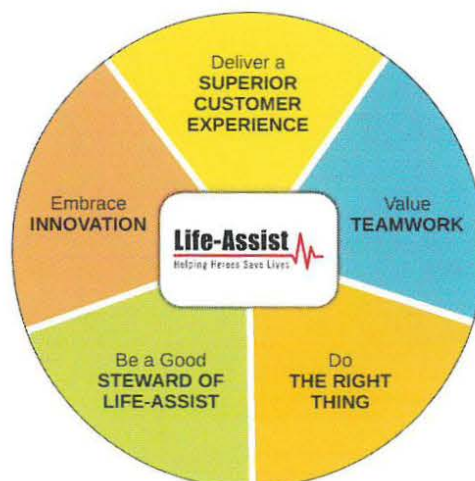 Deliver a
SUPERIOR
CUSTOMER
EXPERIENCE
Value
TEAMWORK
Do
THE RIGHT
THING
Be a Good
STEWARD OF
LIFE-ASSIST
Embrace
INNOVATION
Life-Assist
Helping Heroes Save Lives